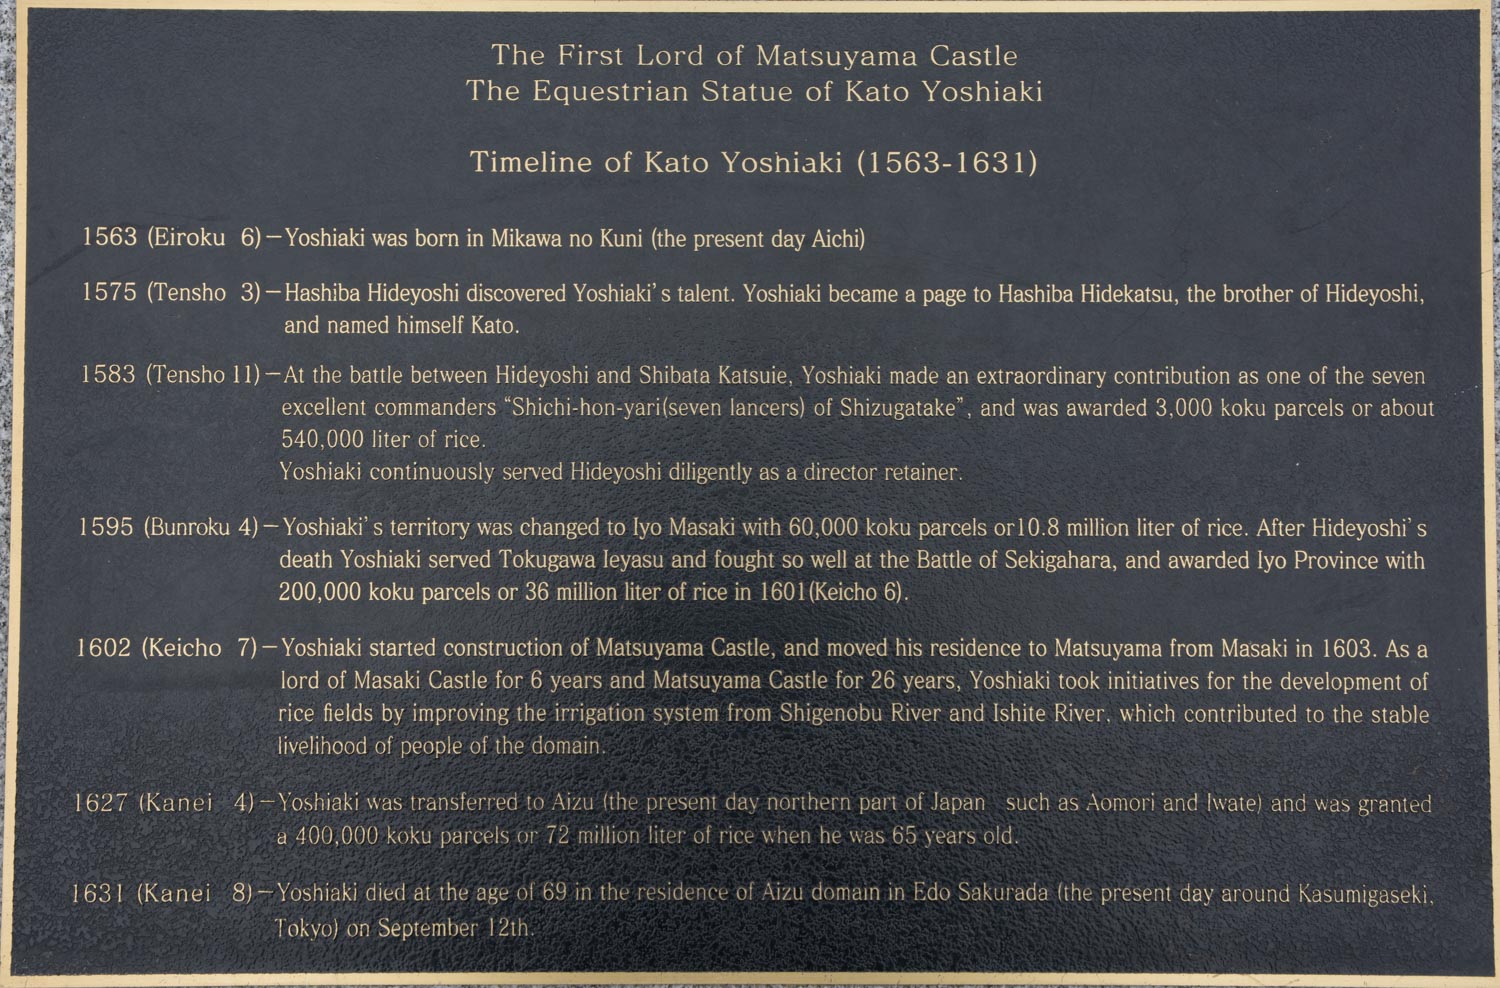 The First Lord of Matsuyama Castle
The Equestrian Statue of Kato Yoshiaki
Timeline of Kato Yoshiaki (1563-1631)
1563 (Eiroku 6)—Yoshiaki was born in Mikawa no Kuni (the present day Aichi)
1575 (Tensho 3)—Hashiba Hideyoshi discovered Yoshiaki's talent. Yoshiaki became a page to Hashiba Hidekatsu, the brother of Hideyoshi,
and named himself Kato.
1583 (Tensho 11)—At the battle between Hideyoshi and Shibata Katsuie, Yoshiaki made an extraordinary contribution as one of the seven
excellent commanders “Shichi-hon-yari(seven lancers) of Shizugatake”, and was awarded 3,000 koku parcels or about
540,000 liter of rice.
Yoshiaki continuously served Hideyoshi diligently as a director retainer.
1595 (Bunroku 4)—Yoshiaki's territory was changed to Iyo Masaki with 60,000 koku parcels or10.8 million liter of rice. After Hideyoshi's
death Yoshiaki served Tokugawa Ieyasu and fought so well at the Battle of Sekigahara, and awarded Iyo Province with
200,000 koku parcels or 36 million liter of rice in 1601(Keicho 6).
1602 (Keicho 7)—Yoshiaki started construction of Matsuyama Castle, and moved his residence to Matsuyama from Masaki in 1603. As a
lord of Masaki Castle for 6 years and Matsuyama Castle for 26 years, Yoshiaki took initiatives for the development of
rice fields by improving the irrigation system from Shigenobu River and Ishite River, which contributed to the stable
livelihood of people of the domain.
1627 (Kanei 4)—Yoshiaki was transferred to Aizu (the present day northern part of Japan such as Aomori and Iwate) and was granted
a 400,000 koku parcels or 72 million liter of rice when he was 65 years old.
1631 (Kanei 8)—Yoshiaki died at the age of 69 in the residence of Aizu domain in Edo Sakurada (the present day around Kasumigaseki,
Tokyo) on September 12th.